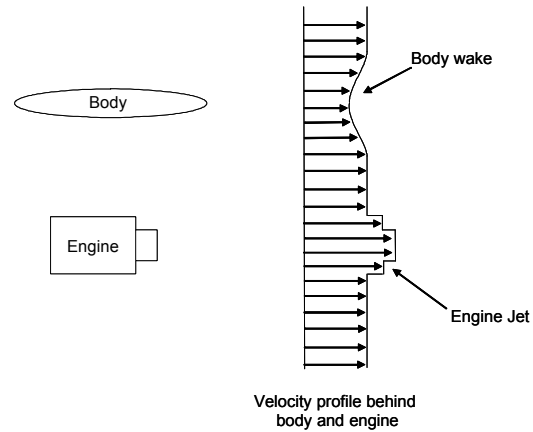 Body wake
Body
Engine
Engine Jet
Velocity profile behind
body and engine